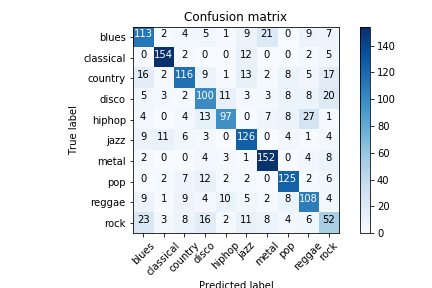 Confusion matrix
blues 113 2 4 5 1 9 21 0 9 7
classical 0 154 2 0 0 12 0 0 2 5
country 16 2 116 9 1 13 2 8 5 17
disco 5 3 2 100 11 3 3 8 8 20
hiphop 4 0 4 13 97 0 7 8 27 1
jazz 9 11 6 3 0 126 0 4 1 4
metal 2 0 0 4 3 1 152 0 4 8
pop 0 2 7 12 2 2 0 125 2 6
reggae 9 1 9 4 10 5 2 8 108 4
rock 23 3 8 16 2 11 8 4 6 52
True label
blues classical country disco hiphop jazz metal pop reggae rock
Predicted label
140
120
100
80
60
40
20
0